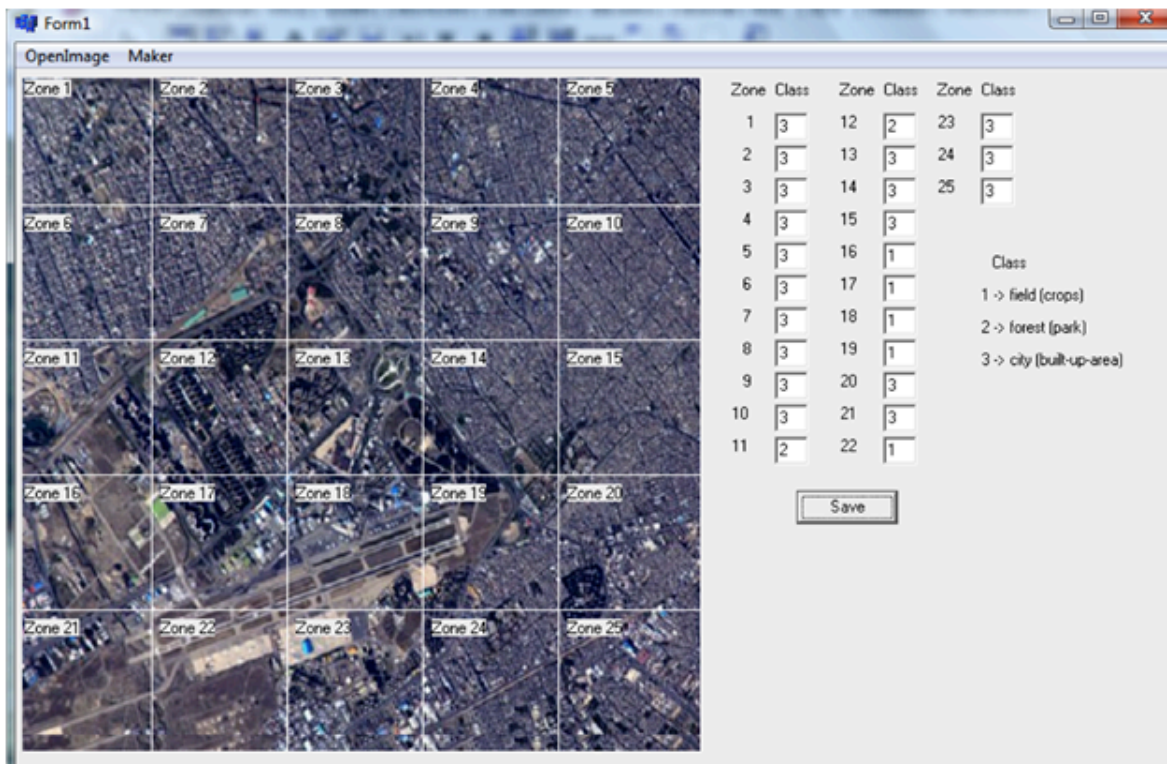 Form1
OpenImage Maker
Zone 1 Zone 2 Zone 3 Zone 4 Zone 5
Zone 6 Zone 7 Zone 8 Zone 9 Zone 10
Zone 11 Zone 12 Zone 13 Zone 14 Zone 15
Zone 16 Zone 17 Zone 18 Zone 19 Zone 20
Zone 21 Zone 22 Zone 23 Zone 24 Zone 25
Zone Class Zone Class Zone Class
1 3 12 2 23 3
2 3 13 3 24 3
3 3 14 3 25 3
4 3 15 3
5 3 16 1
6 3 17 1
7 3 18 1
8 3 19 1
9 3 20 3
10 3 21 3
11 2 22 1
Class
1 -> field (crops)
2 -> forest (park)
3 -> city (built-up-area)
Save